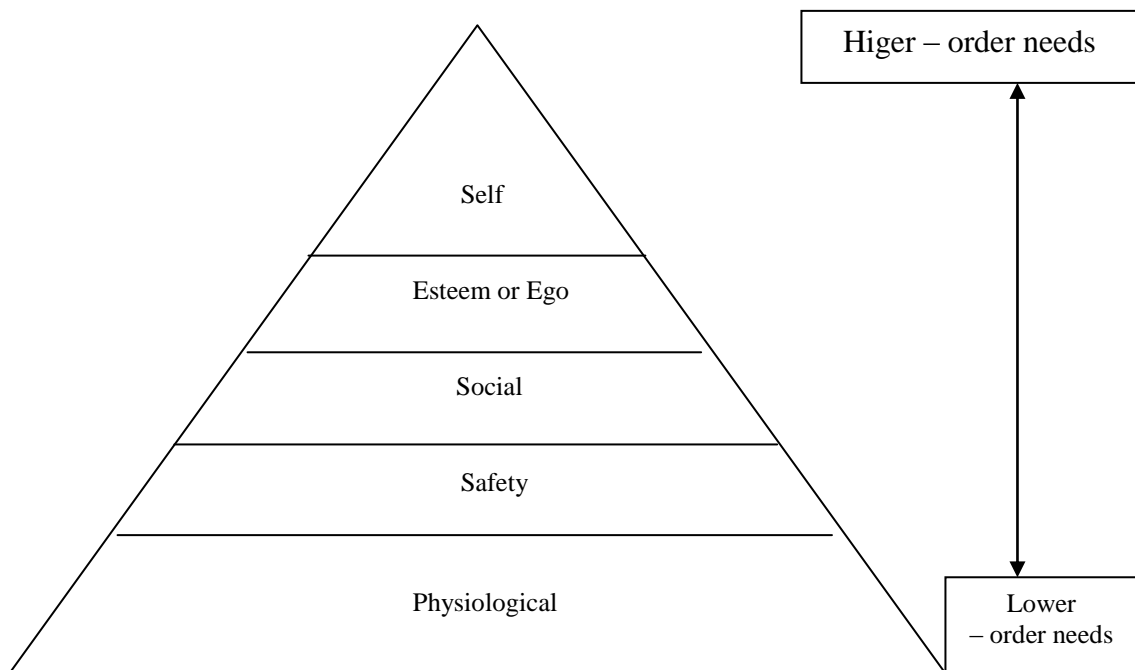 Higer – order needs
Self
Esteem or Ego
Social
Safety
Physiological
Lower
– order needs